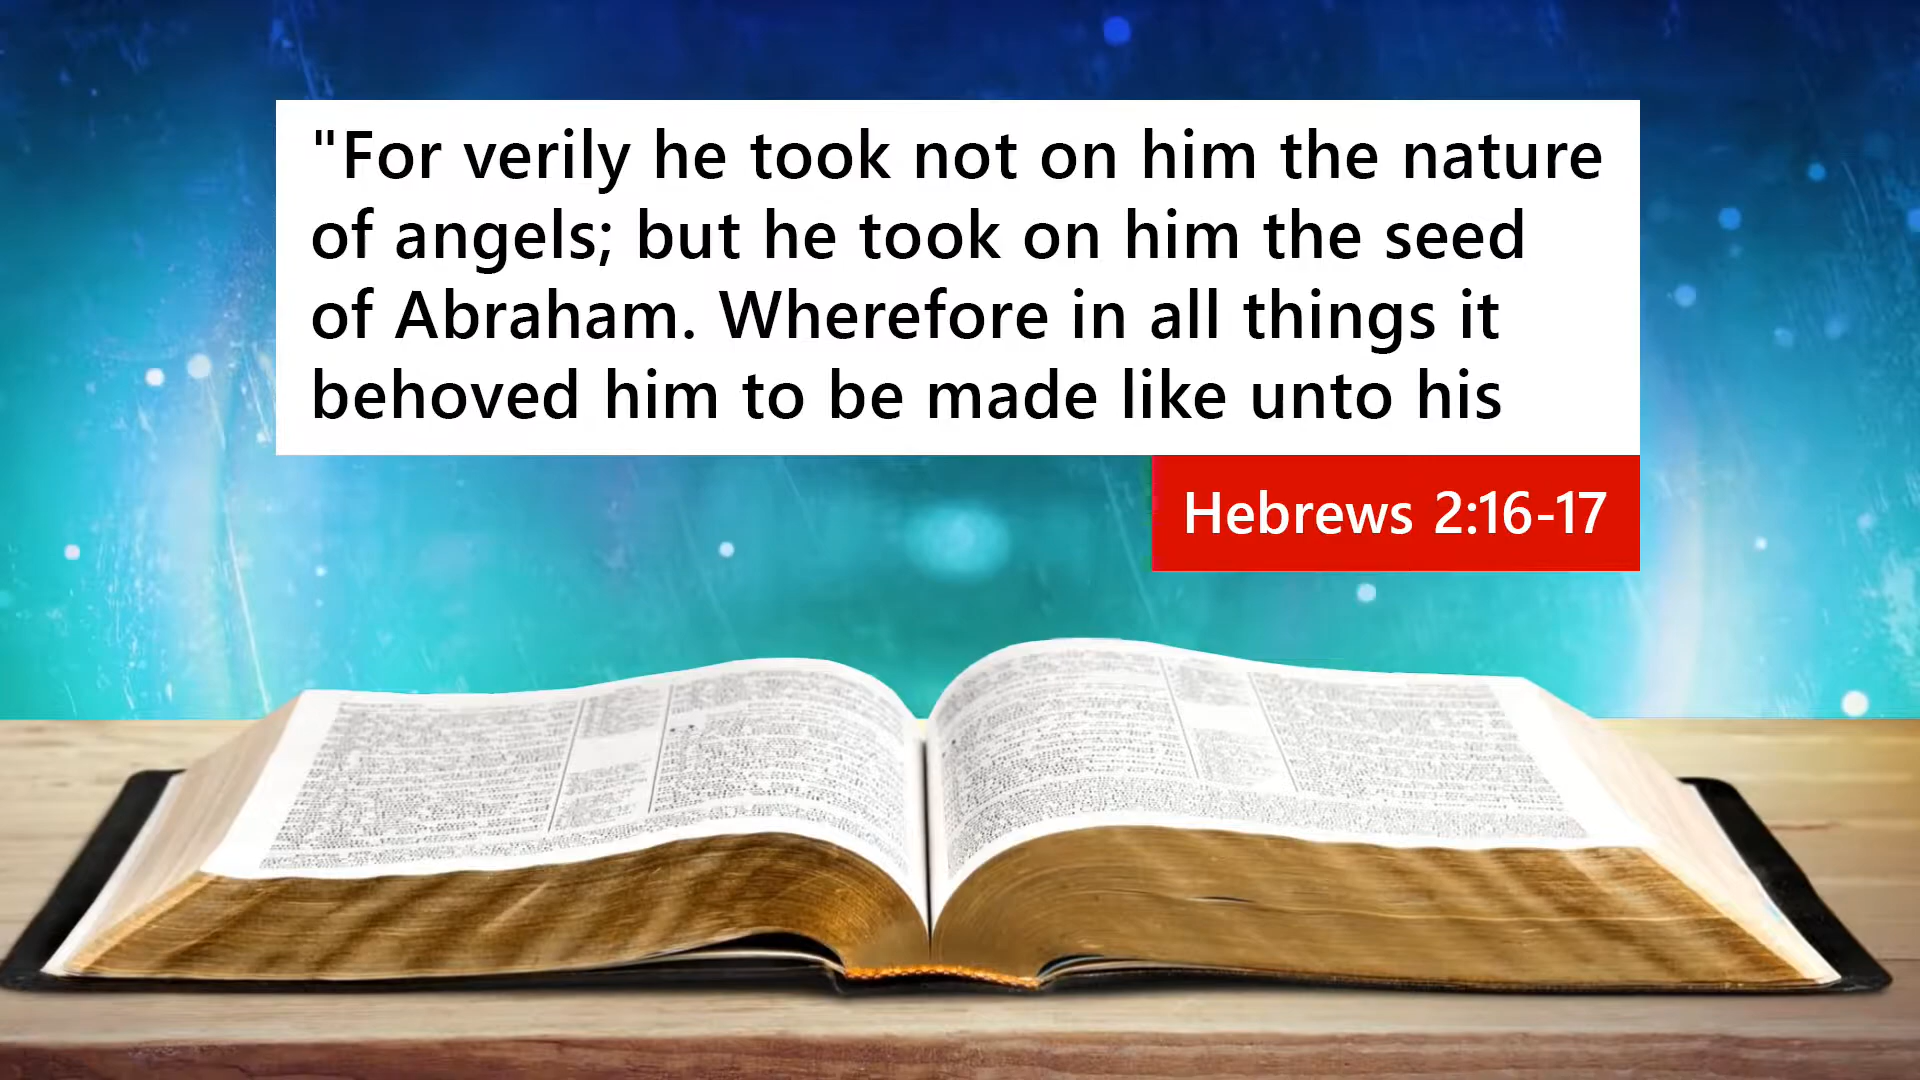 "For verily he took not on him the nature
of angels; but he took on him the seed
of Abraham. Wherefore in all things it
behoved him to be made like unto his
Hebrews 2:16-17